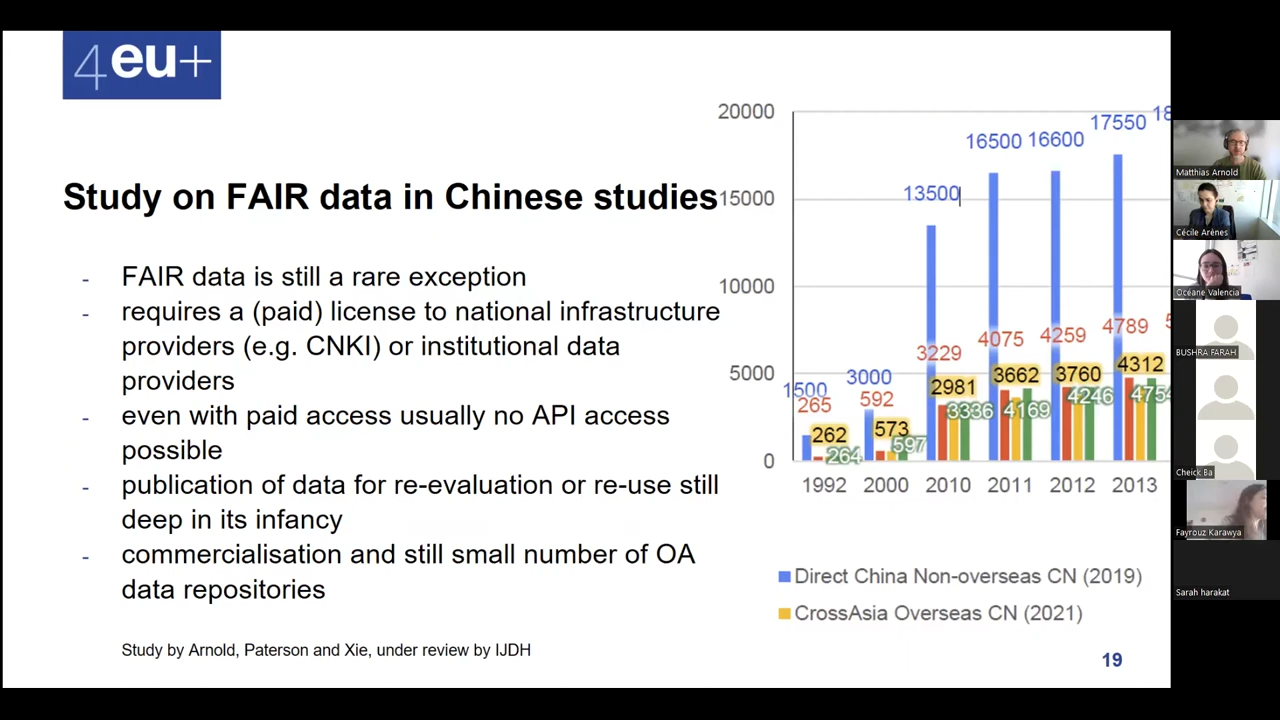 4eu+
Study on FAIR data in Chinese studies
- FAIR data is still a rare exception
- requires a (paid) license to national infrastructure
providers (e.g. CNKI) or institutional data
providers
- even with paid access usually no API access
possible
- publication of data for re-evaluation or re-use still
deep in its infancy
- commercialisation and still small number of OA
data repositories
Study by Arnold, Paterson and Xie, under review by IJDH
20000
15000
10000
5000
0
1500
265
262
264
3000
592
573
597
13500
3229
2981
3336
16500
4075
3662
4169
16600
4259
3760
4246
17550
4789
4312
4754
18
1992 2000 2010 2011 2012 2013
Direct China Non-overseas CN (2019)
CrossAsia Overseas CN (2021)
19
Matthias Arnold
Cécile Arènes
Océane Valencia
BUSHRA FARAH
Cheick Ba
Fayrouz Karawya
Sarah harakat